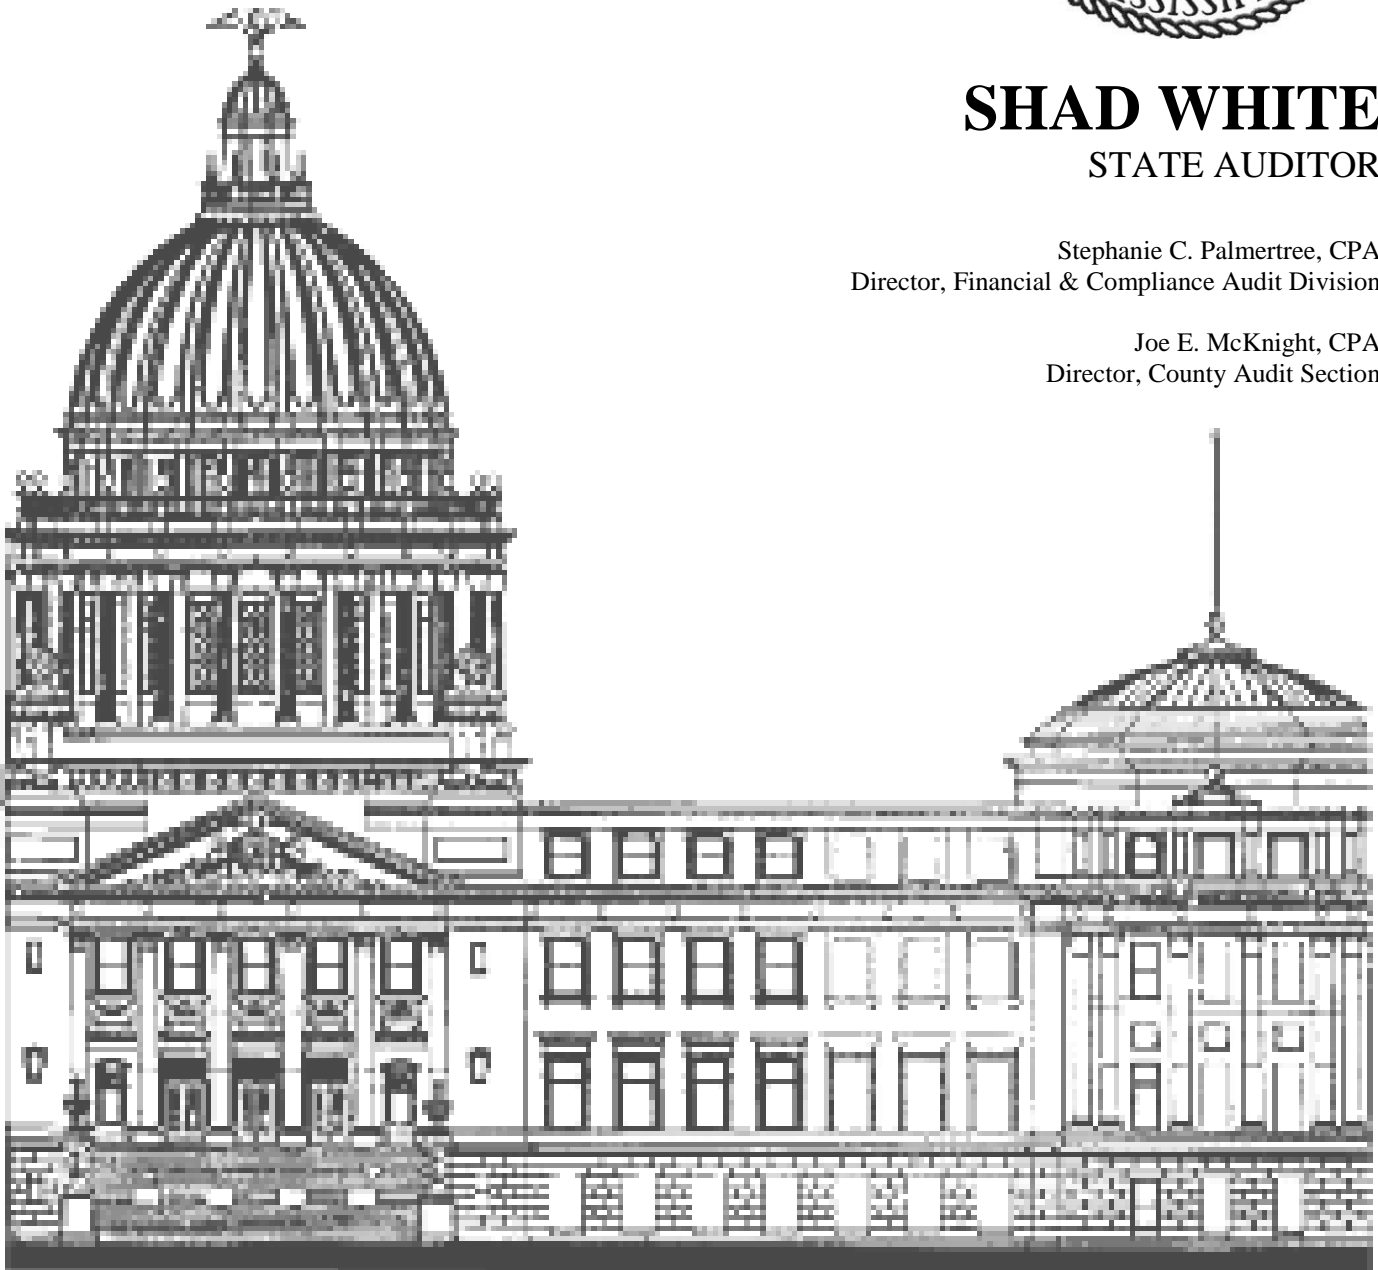 SHAD WHITE
STATE AUDITOR
Stephanie C. Palmertree, CPA
Director, Financial & Compliance Audit Division
Joe E. McKnight, CPA
Director, County Audit Section